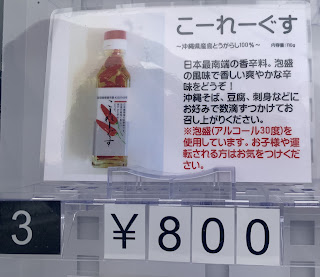 こーれーぐす
～沖縄県産島とうがらし100%～
内容量/110g
日本最南端の香辛料。泡盛
の風味で香しい爽やかな辛
味をどうぞ！
沖縄そば、豆腐、刺身などに
お好みで数滴ずつかけてお
召し上がりください。
※泡盛(アルコール30度)を
使用しています。お子様や運
転される方はお気をつけくだ
さい。
3
¥800